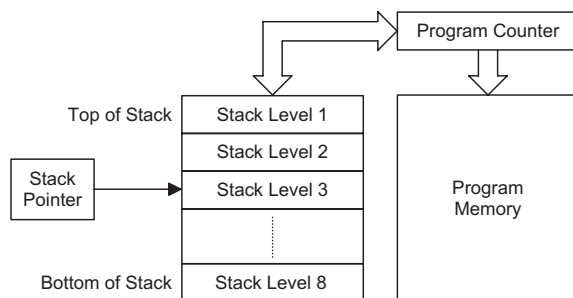 Program Counter
Top of Stack
Stack Level 1
Stack Level 2
Stack
Pointer
Stack Level 3
Program
Memory
Bottom of Stack
Stack Level 8